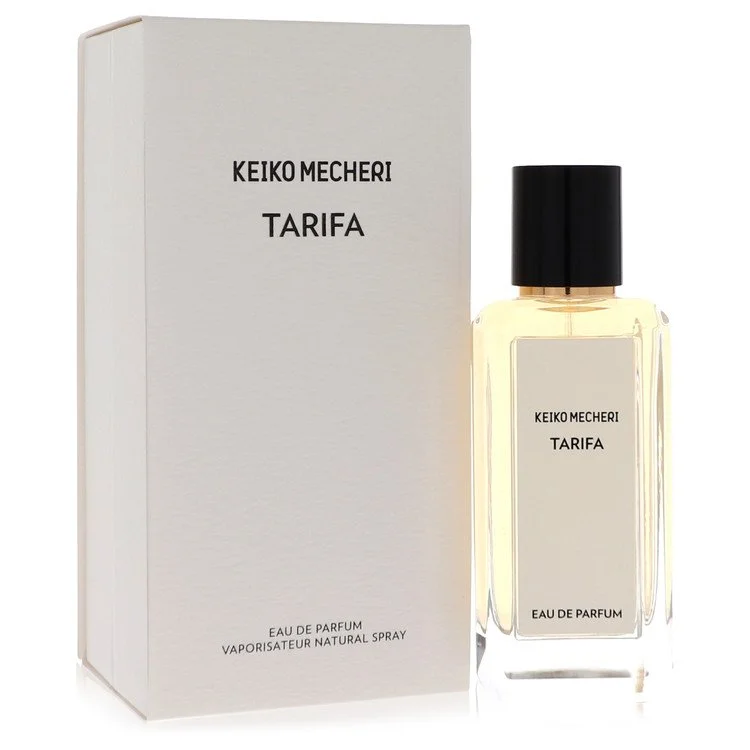 KEIKO MECHERI
TARIFA
EAU DE PARFUM
VAPORISATEUR NATURAL SPRAY
KEIKO MECHERI
TARIFA
EAU DE PARFUM